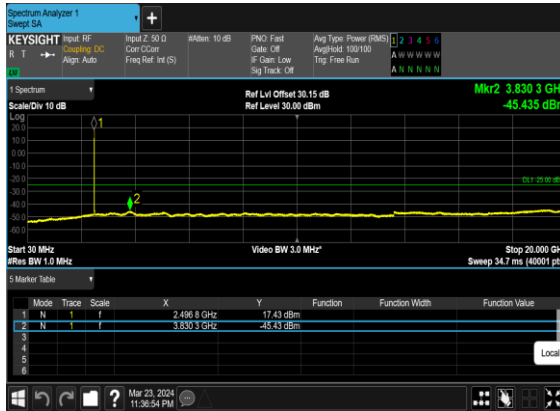 Spectrum Analyzer 1
Swept SA
+
KEYSIGHT Input: RF Input Z: 50 Ω #Atten: 10 dB PNO: Fast Avg Type: Power (RMS) 1 2 3 4 5 6
R T Coupling: DC Corr CCorr Gate: Off Avg|Hold: 100/100 A W W W W W
Align: Auto Freq Ref: Int (S) IF Gain: Low Trig: Free Run
LXI Sig Track: Off A N N N N N
1 Spectrum Ref Lvl Offset 30.15 dB Mkr2 3.830 3 GH
Scale/Div 10 dB Ref Level 30.00 dBm -45.435 dBr
Log
20.0
10.0
0.00
-10.0
-20.0
-30.0
-40.0
-50.0
-60.0
1
2
DL1 -25.00 dB
Start 30 MHz Video BW 3.0 MHz* Stop 20.000 GH
#Res BW 1.0 MHz Sweep 34.7 ms (40001 pts
5 Marker Table
Mode Trace Scale X Y Function Function Width Function Value
1 N 1 f 2.496 8 GHz 17.43 dBm
2 N 1 f 3.830 3 GHz -45.43 dBm
3
4
5
6
Local
?
Mar 23, 2024
11:36:54 PM